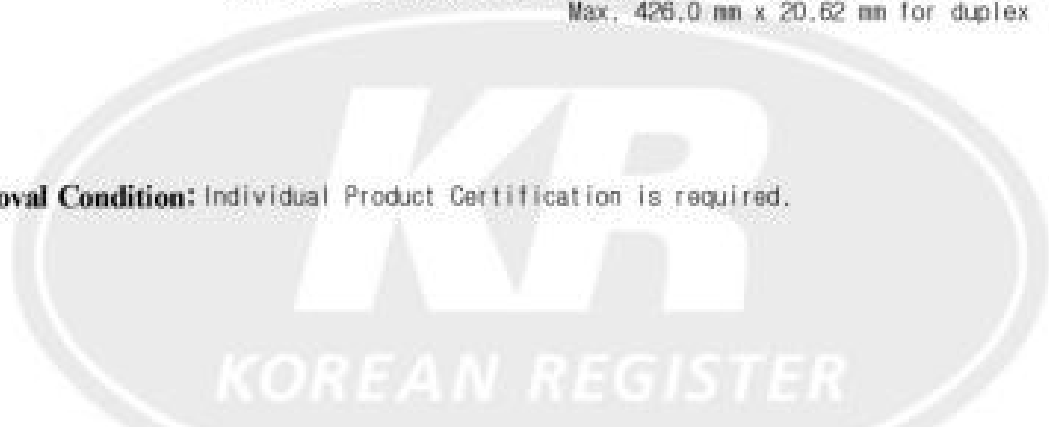 Max. 426.0 mm x 20.62 mm for duplex
KR
oval Condition: Individual Product Certification is required.
KOREAN REGISTER